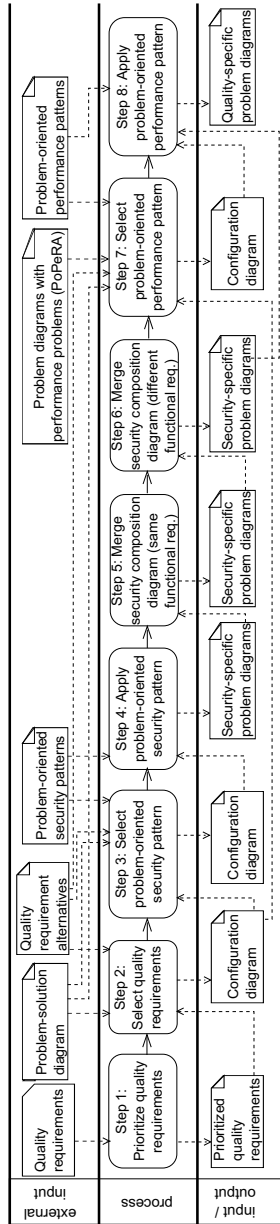 external
input
Quality
requirements
Problem-solution
diagram
Quality
requirement
alternatives
Problem-oriented
security patterns
Problem diagrams with
performance problems (PoPeRA)
Problem-oriented
performance patterns
process
Step 1:
Prioritize quality
requirements
Step 2:
Select quality
requirements
Step 3: Select
problem-oriented
security pattern
Step 4: Apply
problem-oriented
security pattern
Step 5: Merge
security composition
diagram (same
functional req.)
Step 6: Merge
security composition
diagram (different
functional req.)
Step 7: Select
problem-oriented
performance pattern
Step 8: Apply
problem-oriented
performance pattern
input /
output
Prioritized
quality
requirements
Configuration
diagram
Configuration
diagram
Security-specific
problem diagrams
Security-specific
problem diagrams
Security-specific
problem diagrams
Configuration
diagram
Quality-specific
problem diagrams